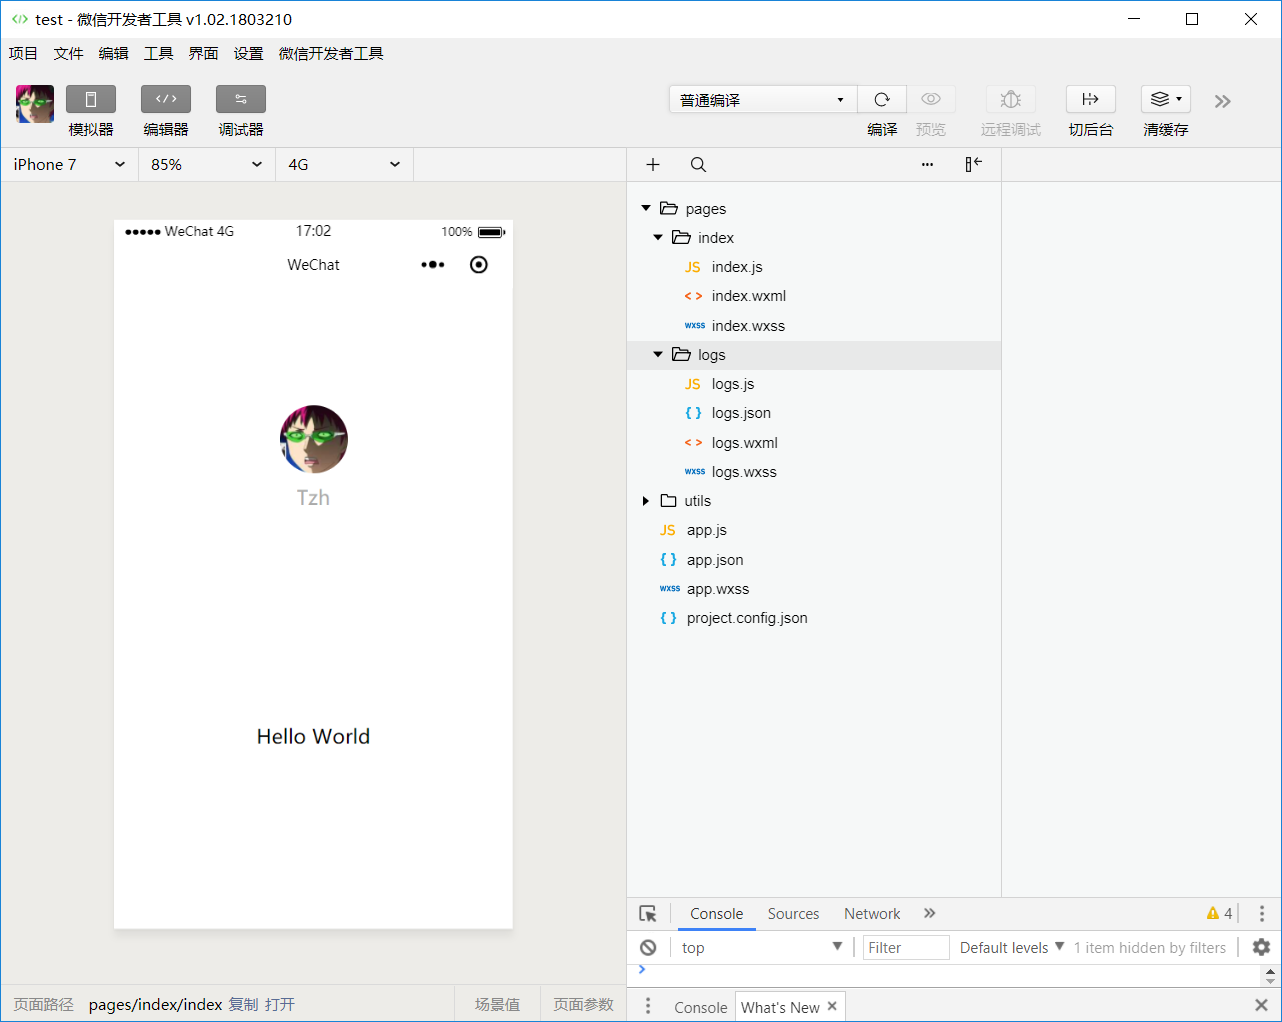 test - 微信开发者工具 v1.02.1803210
项目 文件 编辑 工具 界面 设置 微信开发者工具
普通编译
模拟器 编辑器 调试器 编译 预览 远程调试 切后台 清缓存
iPhone 7 85% 4G
WeChat 4G 17:02 100%
WeChat
Tzh
Hello World
页面路径 pages/index/index 复制 打开 场景值 页面参数
pages
index
JS index.js
< > index.wxml
wxss index.wxss
logs
JS logs.js
{ } logs.json
< > logs.wxml
wxss logs.wxss
utils
JS app.js
{ } app.json
wxss app.wxss
{ } project.config.json
Console Sources Network 4
top Filter Default levels 1 item hidden by filters
Console What's New